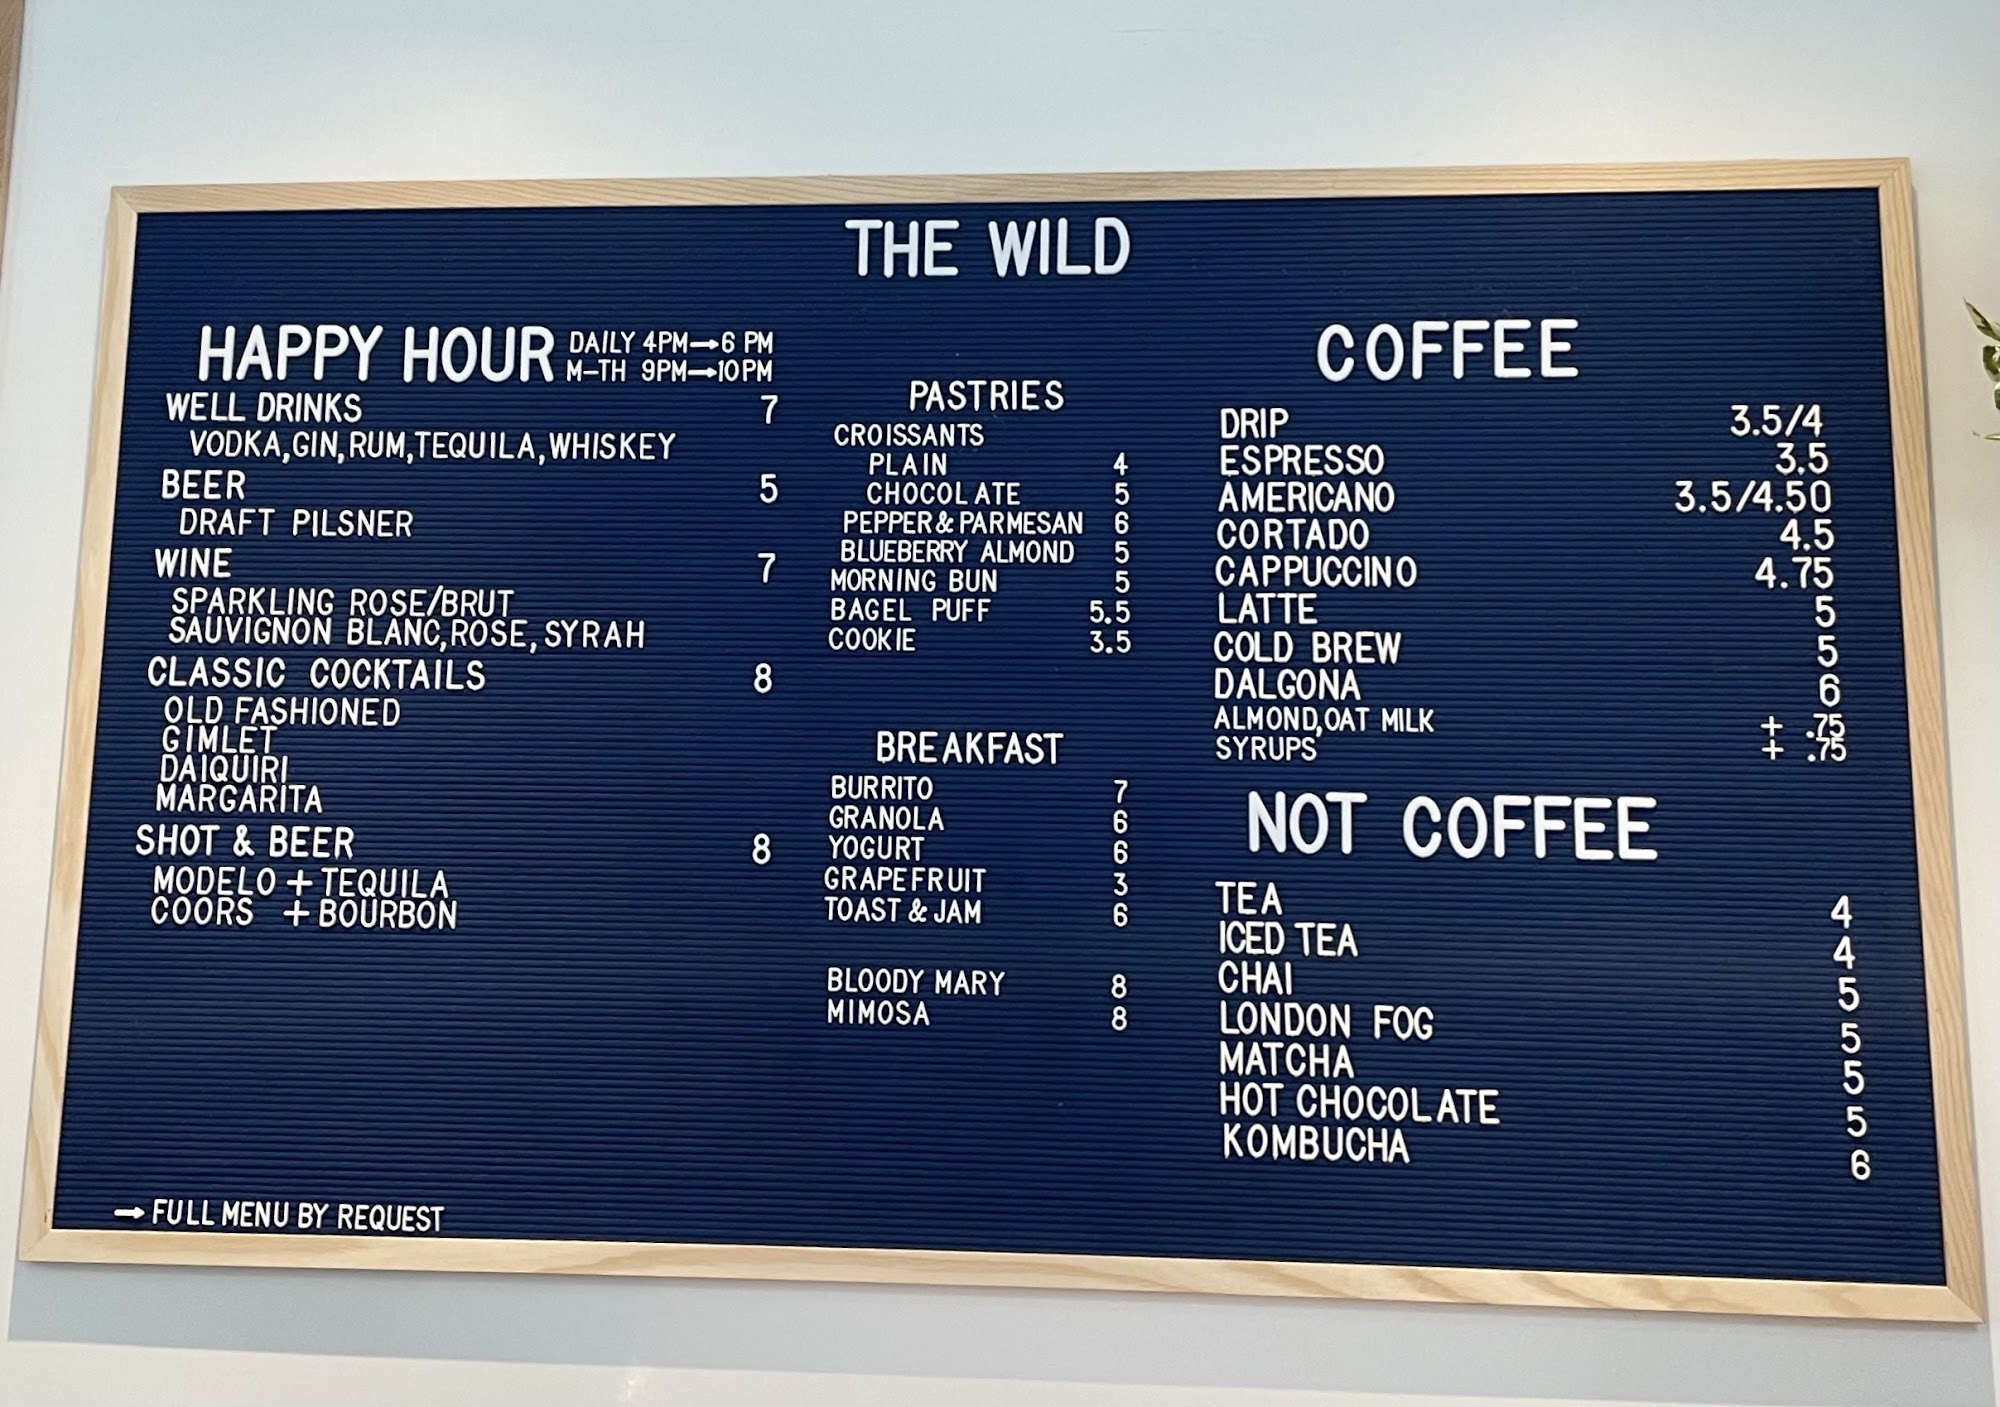 THE WILD
HAPPY HOUR DAILY 4PM→6 PM
M-TH 9PM→10PM
WELL DRINKS 7
VODKA, GIN, RUM, TEQUILA, WHISKEY
BEER 5
DRAFT PILSNER
WINE 7
SPARKLING ROSE/BRUT
SAUVIGNON BLANC, ROSE, SYRAH
CLASSIC COCKTAILS 8
OLD FASHIONED
GIMLET
DAIQUIRI
MARGARITA
SHOT & BEER 8
MODELO + TEQUILA
COORS + BOURBON
→ FULL MENU BY REQUEST
PASTRIES
CROISSANTS
PLAIN 4
CHOCOLATE 5
PEPPER & PARMESAN 6
BLUEBERRY ALMOND 5
MORNING BUN 5
BAGEL PUFF 5.5
COOKIE 3.5
BREAKFAST
BURRITO 7
GRANOLA 6
YOGURT 6
GRAPEFRUIT 3
TOAST & JAM 6
BLOODY MARY 8
MIMOSA 8
COFFEE
DRIP 3.5/4
ESPRESSO 3.5
AMERICANO 3.5/4.50
CORTADO 4.5
CAPPUCCINO 4.75
LATTE 5
COLD BREW 5
DALGONA 6
ALMOND, OAT MILK + .75
SYRUPS + .75
NOT COFFEE
TEA 4
ICED TEA 4
CHAI 5
LONDON FOG 5
MATCHA 5
HOT CHOCOLATE 5
KOMBUCHA 6